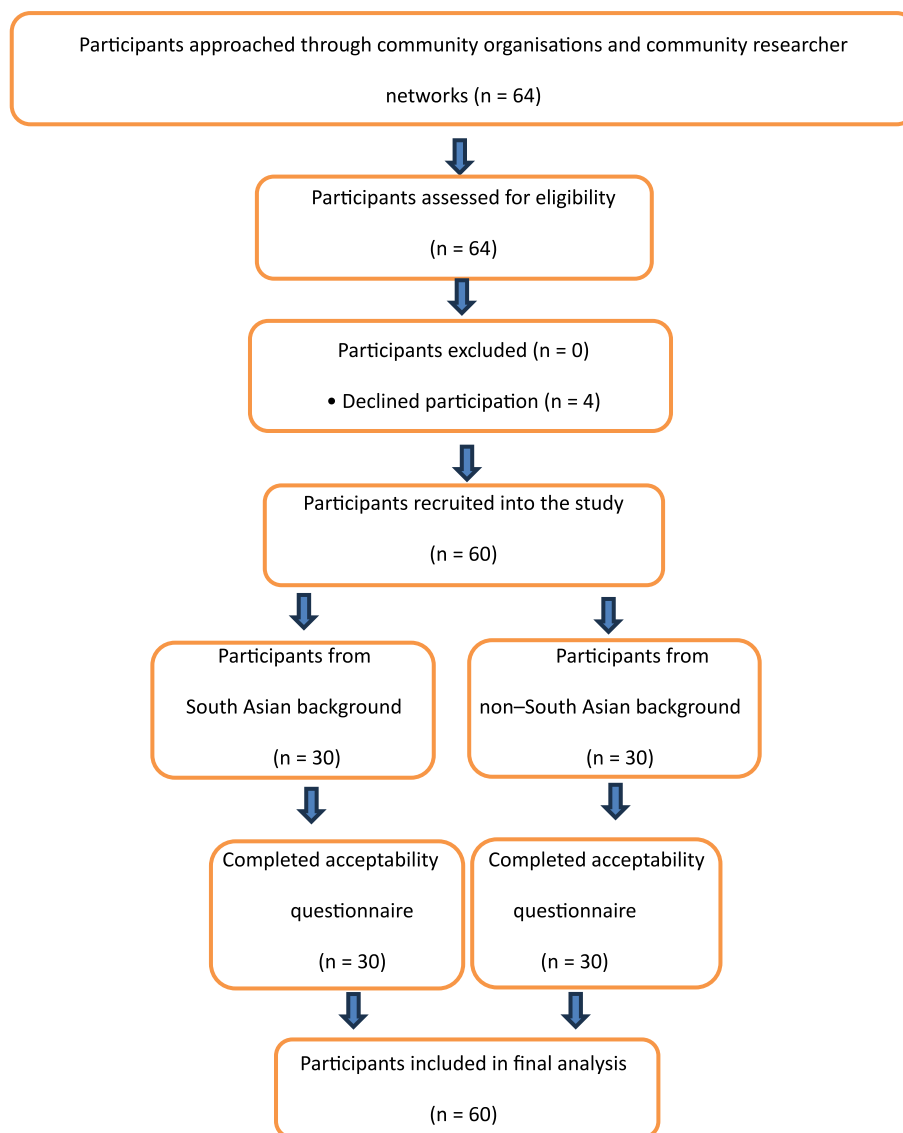 Participants approached through community organisations and community researcher
networks (n = 64)
Participants assessed for eligibility
(n = 64)
Participants excluded (n = 0)
• Declined participation (n = 4)
Participants recruited into the study
(n = 60)
Participants from
South Asian background
(n = 30)
Participants from
non–South Asian background
(n = 30)
Completed acceptability
questionnaire
(n = 30)
Completed acceptability
questionnaire
(n = 30)
Participants included in final analysis
(n = 60)